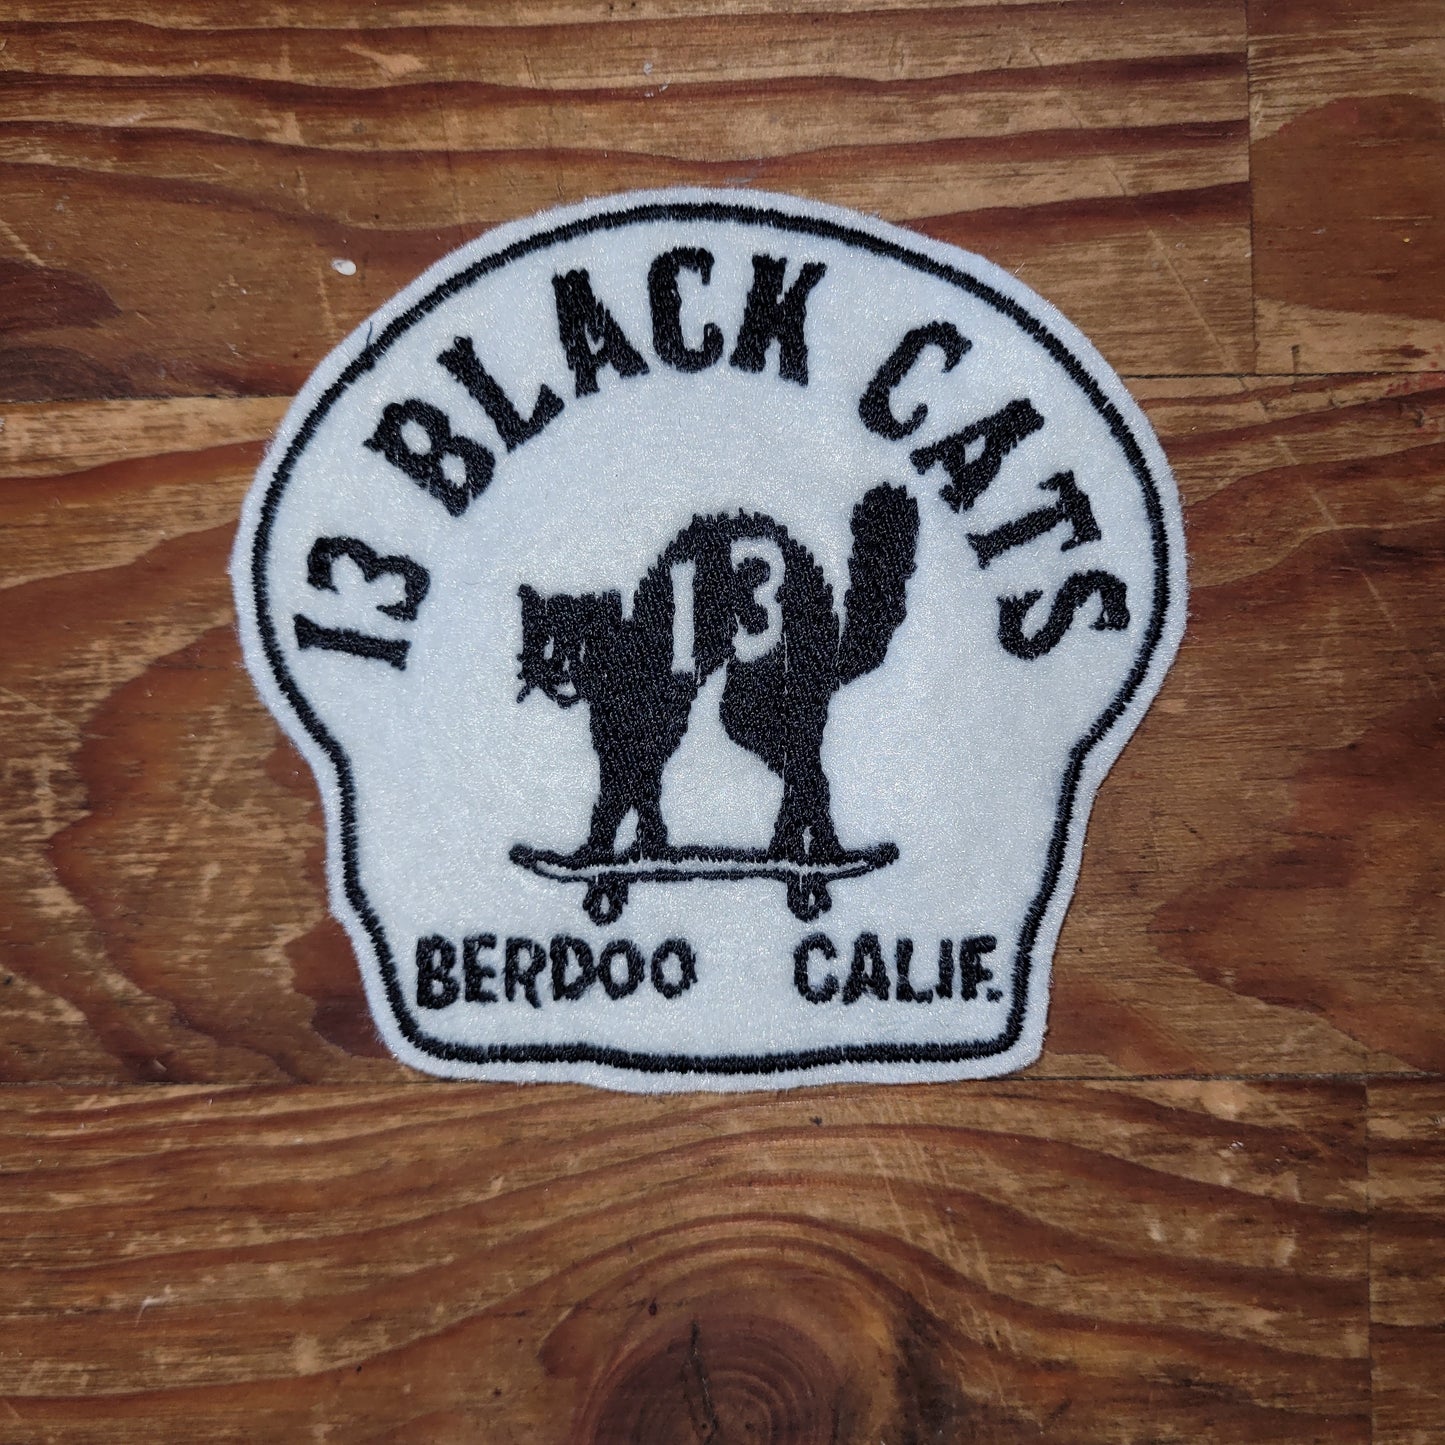 13 BLACK CATS
13
BERDOO CALIF.